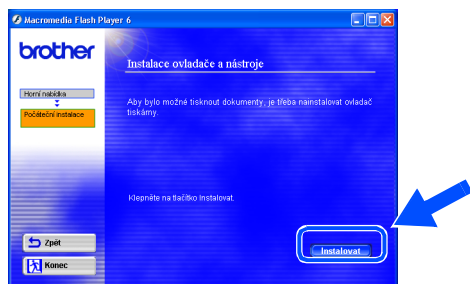 Macromedia Flash Player 6
brother
Instalace ovladače a nástroje
Horní nabídka
Počáteční instalace
Aby bylo možné tisknout dokumenty, je třeba nainstalovat ovladač
tiskárny.
Klepněte na tlačítko Instalovat.
Instalovat
Zpět
Konec